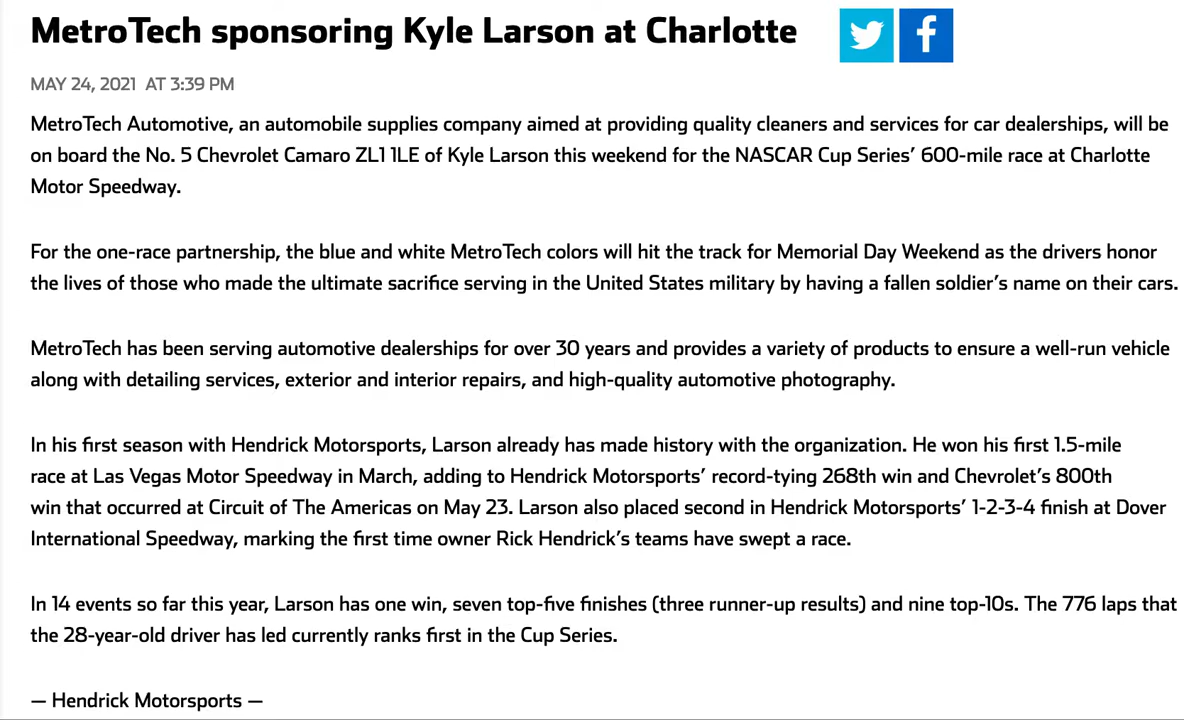 MetroTech sponsoring Kyle Larson at Charlotte
MAY 24, 2021 AT 3:39 PM
MetroTech Automotive, an automobile supplies company aimed at providing quality cleaners and services for car dealerships, will be
on board the No. 5 Chevrolet Camaro ZL1 1LE of Kyle Larson this weekend for the NASCAR Cup Series’ 600-mile race at Charlotte
Motor Speedway.
For the one-race partnership, the blue and white MetroTech colors will hit the track for Memorial Day Weekend as the drivers honor
the lives of those who made the ultimate sacrifice serving in the United States military by having a fallen soldier’s name on their cars.
MetroTech has been serving automotive dealerships for over 30 years and provides a variety of products to ensure a well-run vehicle
along with detailing services, exterior and interior repairs, and high-quality automotive photography.
In his first season with Hendrick Motorsports, Larson already has made history with the organization. He won his first 1.5-mile
race at Las Vegas Motor Speedway in March, adding to Hendrick Motorsports’ record-tying 268th win and Chevrolet’s 800th
win that occurred at Circuit of The Americas on May 23. Larson also placed second in Hendrick Motorsports’ 1-2-3-4 finish at Dover
International Speedway, marking the first time owner Rick Hendrick’s teams have swept a race.
In 14 events so far this year, Larson has one win, seven top-five finishes (three runner-up results) and nine top-10s. The 776 laps that
the 28-year-old driver has led currently ranks first in the Cup Series.
— Hendrick Motorsports —